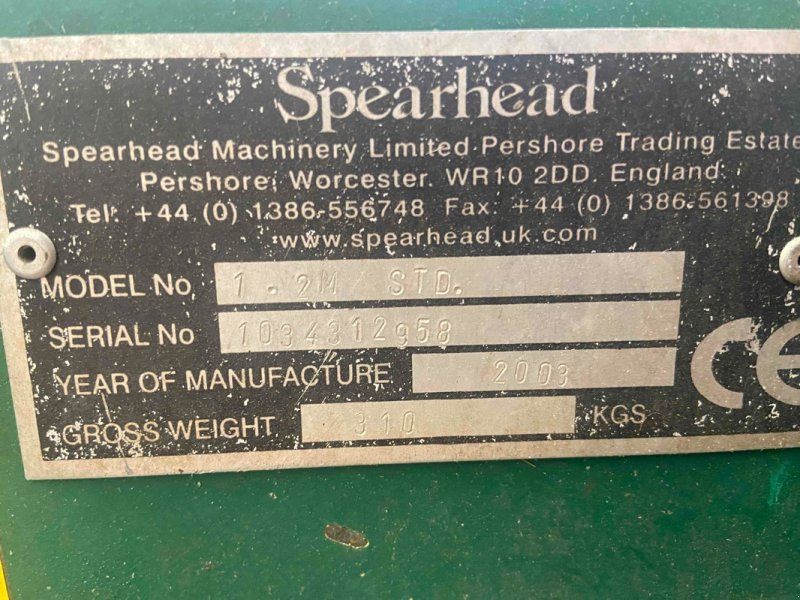 Spearhead
Spearhead Machinery Limited Pershore Trading Estate
Pershore, Worcester. WR10 2DD. England.
Tel: +44 (0) 1386-556748 Fax: +44 (0) 1386-561398
www.spearhead.uk.com
MODEL No 1.2M STD.
SERIAL No 1034312958
YEAR OF MANUFACTURE 2003
GROSS WEIGHT 310 KGS
CE